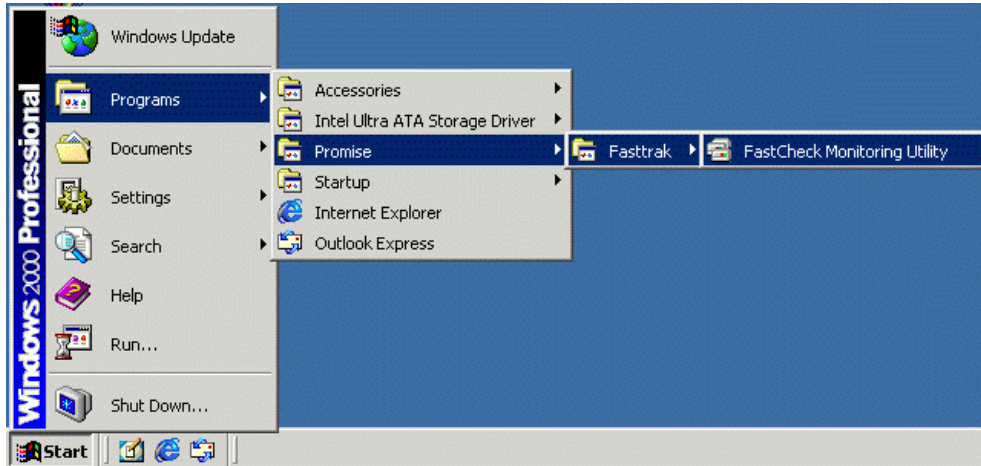 Windows 2000 Professional
Windows Update
Programs
Documents
Settings
Search
Help
Run...
Shut Down...
Accessories
Intel Ultra ATA Storage Driver
Promise
Startup
Internet Explorer
Outlook Express
Fasttrak
FastCheck Monitoring Utility
Start